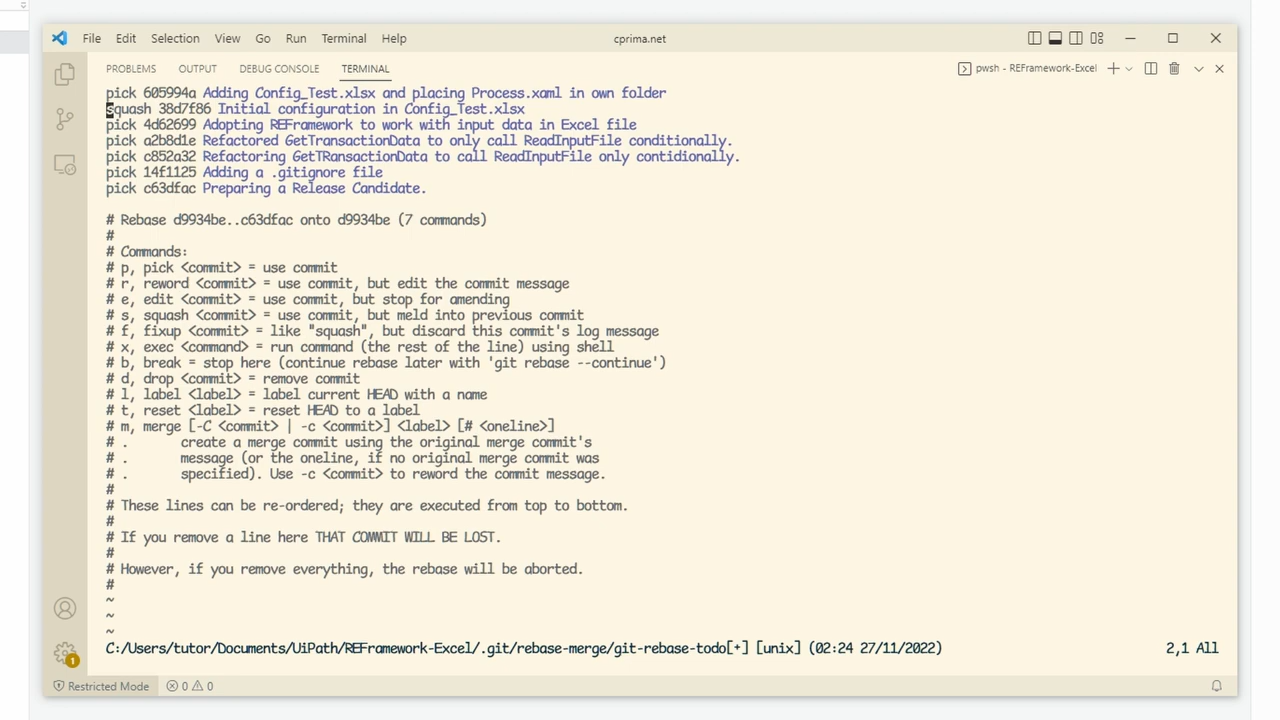 File Edit Selection View Go Run Terminal Help cprima.net
PROBLEMS OUTPUT DEBUG CONSOLE TERMINAL pwsh - REFramework-Excel
pick 605994a Adding Config_Test.xlsx and placing Process.xaml in own folder
squash 38d7f86 Initial configuration in Config_Test.xlsx
pick 4d62699 Adopting REFramework to work with input data in Excel file
pick a2b8d1e Refactored GetTransactionData to only call ReadInputFile conditionally.
pick c852a32 Refactoring GetTRansactionData to call ReadInputFile only contidionally.
pick 14f1125 Adding a .gitignore file
pick c63dfac Preparing a Release Candidate.
# Rebase d9934be..c63dfac onto d9934be (7 commands)
#
# Commands:
# p, pick <commit> = use commit
# r, reword <commit> = use commit, but edit the commit message
# e, edit <commit> = use commit, but stop for amending
# s, squash <commit> = use commit, but meld into previous commit
# f, fixup <commit> = like "squash", but discard this commit's log message
# x, exec <command> = run command (the rest of the line) using shell
# b, break = stop here (continue rebase later with 'git rebase --continue')
# d, drop <commit> = remove commit
# l, label <label> = label current HEAD with a name
# t, reset <label> = reset HEAD to a label
# m, merge [-C <commit> | -c <commit>] <label> [# <oneline>]
# . create a merge commit using the original merge commit's
# . message (or the oneline, if no original merge commit was
# . specified). Use -c <commit> to reword the commit message.
#
# These lines can be re-ordered; they are executed from top to bottom.
#
# If you remove a line here THAT COMMIT WILL BE LOST.
#
# However, if you remove everything, the rebase will be aborted.
#
~
~
~
C:/Users/tutor/Documents/UiPath/REFramework-Excel/.git/rebase-merge/git-rebase-todo[+] [unix] (02:24 27/11/2022) 2,1 All
1
Restricted Mode 0 0